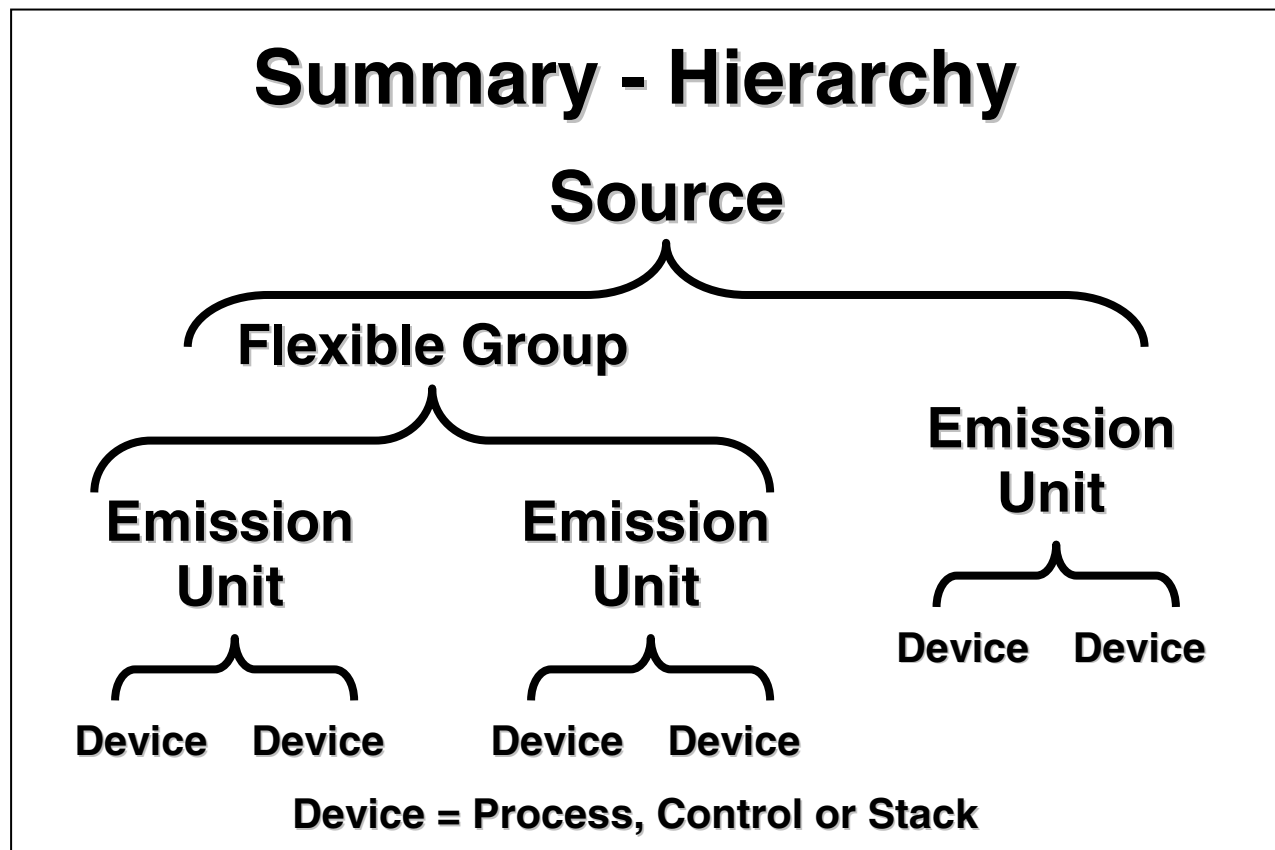 Summary - Hierarchy
Source
Flexible Group
Emission
Unit
Emission
Unit
Emission
Unit
Device Device
Device Device
Device Device
Device = Process, Control or Stack